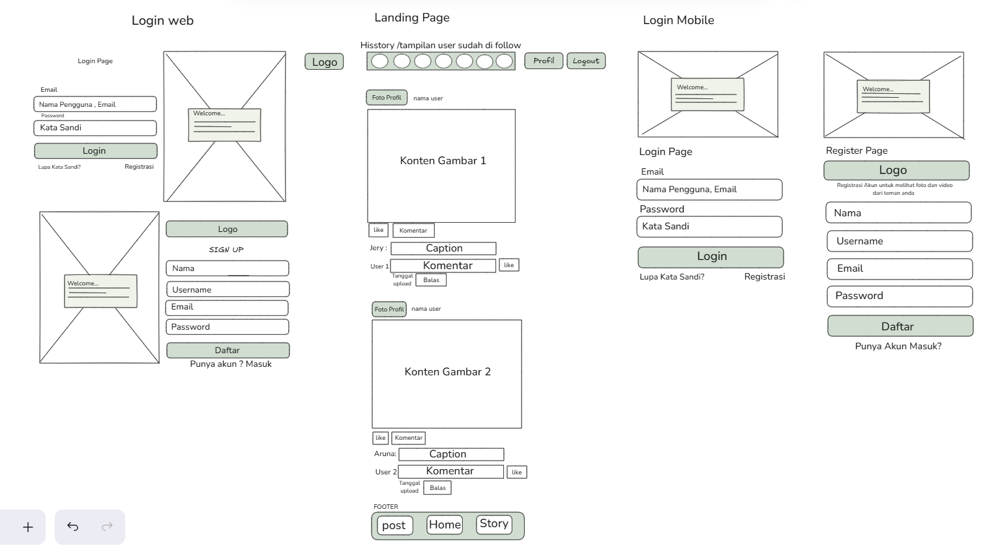 Login web
Login Page
Email
Nama Pengguna , Email
Password
Kata Sandi
Login
Lupa Kata Sandi?
Registrasi
Welcome...
Welcome...
Logo
SIGN UP
Nama
Username
Email
Password
Daftar
Punya akun ? Masuk
Landing Page
Hisstory /tampilan user sudah di follow
Logo
Profil
Logout
Foto Profil
nama user
Konten Gambar 1
like
Komentar
Jery :
Caption
User 1
Komentar
like
Tanggal
upload
Balas
Foto Profil
nama user
Konten Gambar 2
like
Komentar
Aruna:
Caption
User 2
Komentar
like
Tanggal
upload
Balas
FOOTER
post
Home
Story
Login Mobile
Welcome...
Login Page
Email
Nama Pengguna, Email
Password
Kata Sandi
Login
Lupa Kata Sandi?
Registrasi
Welcome...
Register Page
Logo
Registrasi Akun untuk melihat foto dan video
dari teman anda
Nama
Username
Email
Password
Daftar
Punya Akun Masuk?